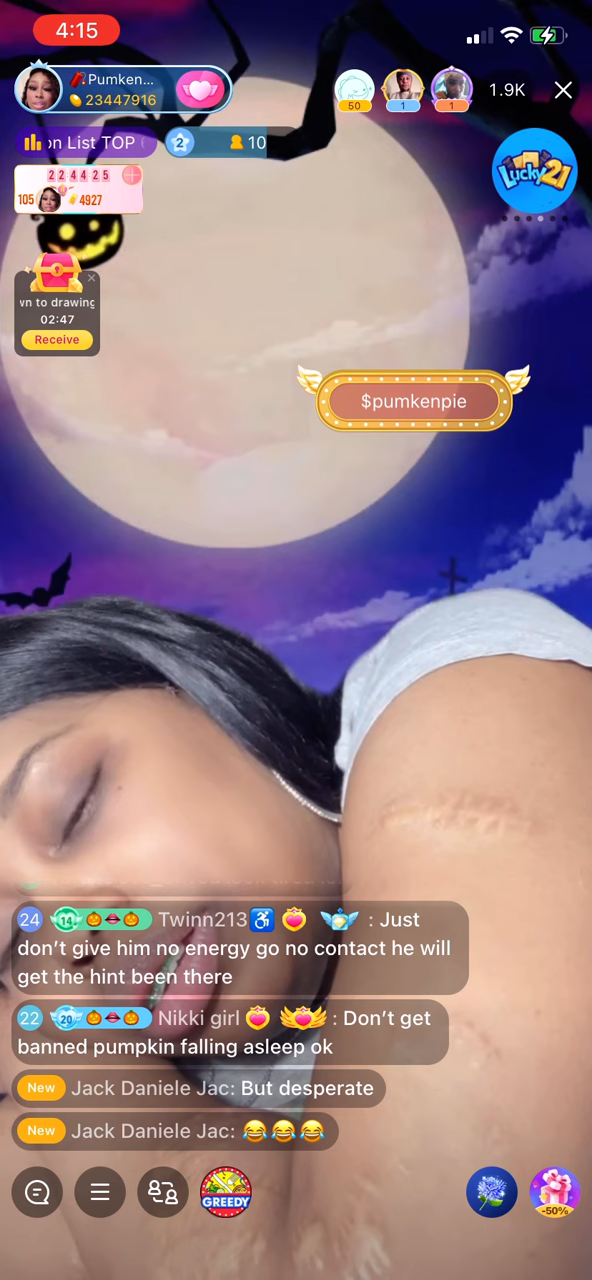 4:15
Pumken...
23447916
50
1
1
1.9K
on List TOP
2
10
Lucky21
2 2 4 4 2 5
105
4927
vn to drawing
02:47
Receive
$pumkenpie
24 14 Twinn213 : Just
don't give him no energy go no contact he will
get the hint been there
22 20 Nikki girl : Don't get
banned pumpkin falling asleep ok
New Jack Daniele Jac: But desperate
New Jack Daniele Jac: 😂😂😂
GREEDY
-50%